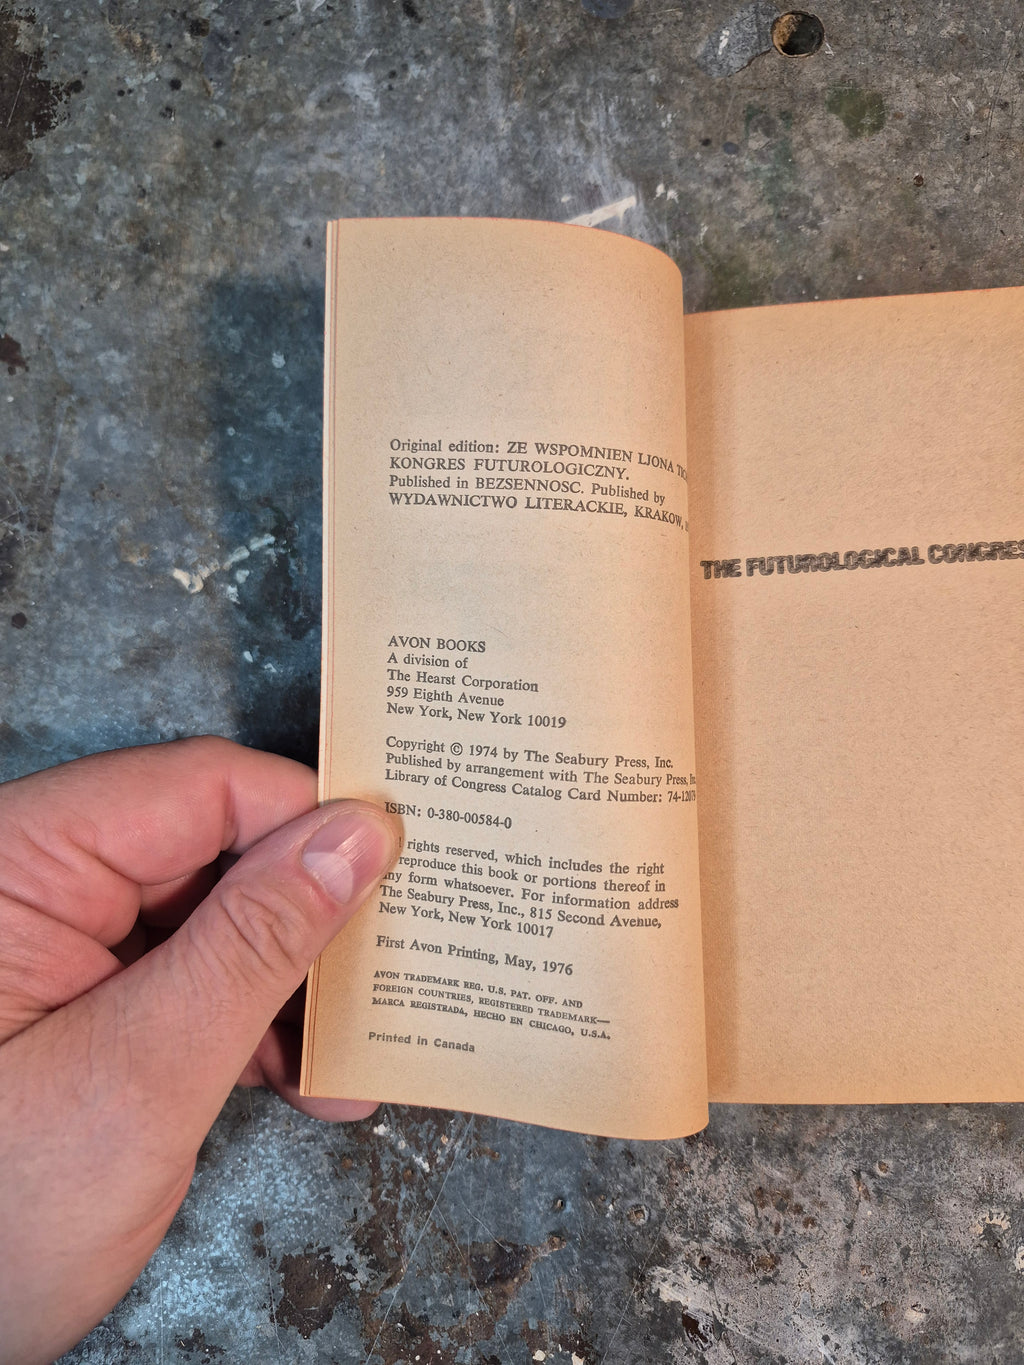 Original edition: ZE WSPOMNIEN LJONA
KONGRES FUTUROLOGICZNY.
Published in BEZSENNOSC. Published by
WYDAWNICTWO LITERACKIE, KRAKOW,
AVON BOOKS
A division of
The Hearst Corporation
959 Eighth Avenue
New York, New York 10019
Copyright © 1974 by The Seabury Press, Inc.
Published by arrangement with The Seabury Press,
Library of Congress Catalog Card Number:
ISBN: 0-380-00584-0
rights reserved, which includes the right
reproduce this book or portions thereof in
any form whatsoever. For information address
The Seabury Press, Inc., 815 Second Avenue,
New York, New York 10017
First Avon Printing, May, 1976
AVON TRADEMARK REG. U.S. PAT. OFF. AND
FOREIGN COUNTRIES, REGISTERED TRADEMARK—
MARCA REGISTRADA, HECHO EN CHICAGO, U.S.A.
Printed in Canada
THE FUTUROLOGICAL CONGRES